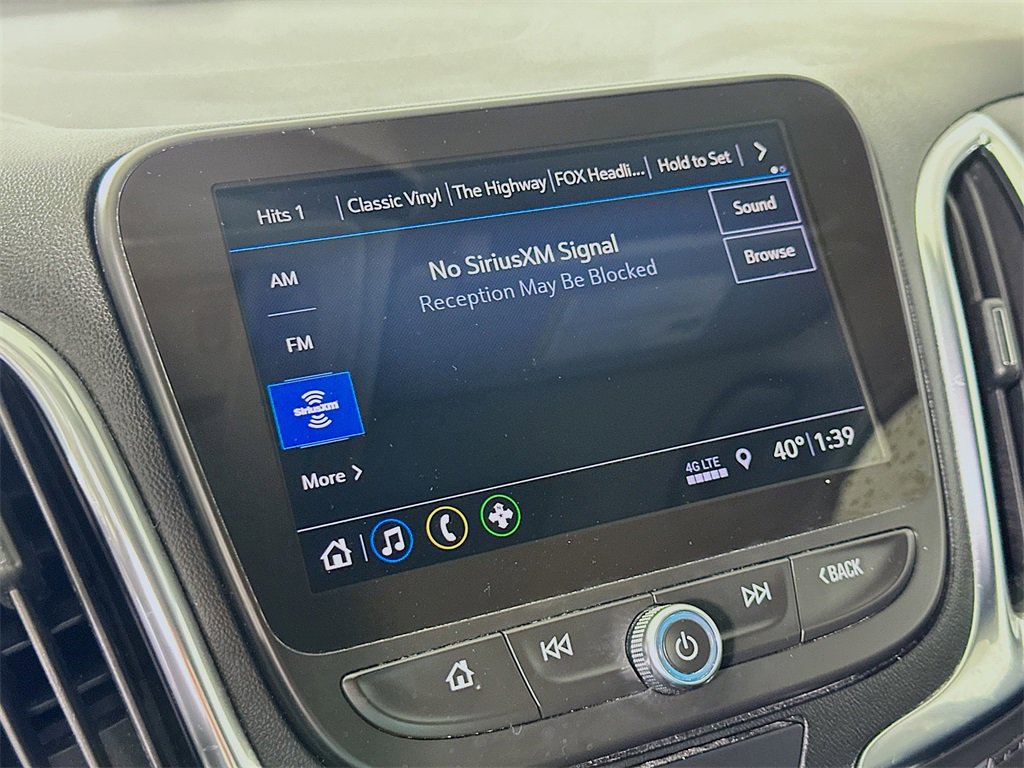 Hits 1 Classic Vinyl The Highway FOX Headli... Hold to Set
Sound
Browse
No SiriusXM Signal
Reception May Be Blocked
AM
FM
SiriusXM
More
4G LTE
40° 1:39
BACK